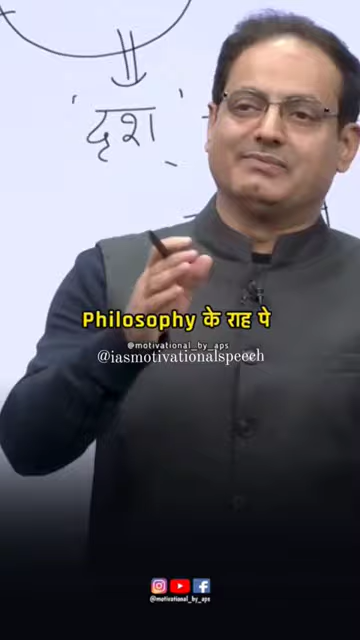 दृश
Philosophy के राह पे
@motivational_by_aps
@iasmotivationalspeech
@motivational_by_aps